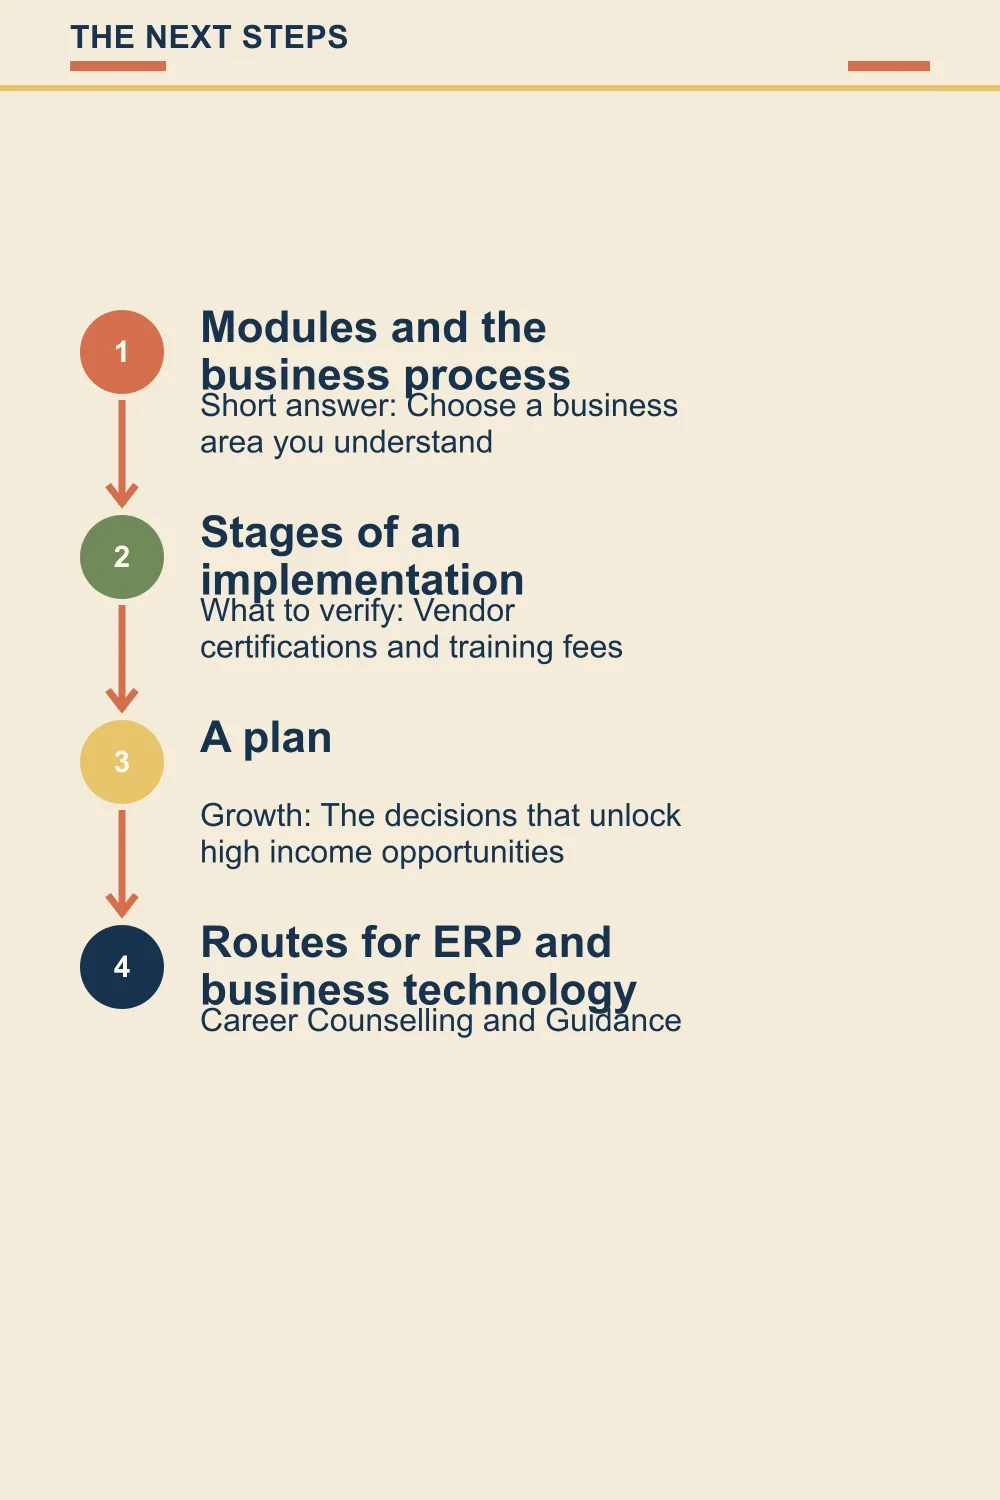 THE NEXT STEPS
1
Modules and the
business process
Short answer: Choose a business
area you understand
2
Stages of an
implementation
What to verify: Vendor
certifications and training fees
3
A plan
Growth: The decisions that unlock
high income opportunities
4
Routes for ERP and
business technology
Career Counselling and Guidance